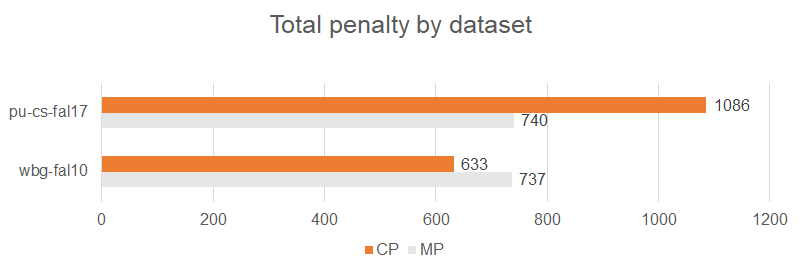 Total penalty by dataset
pu-cs-fal17
1086
740
wbg-fal10
633
737
0 200 400 600 800 1000 1200
CP MP